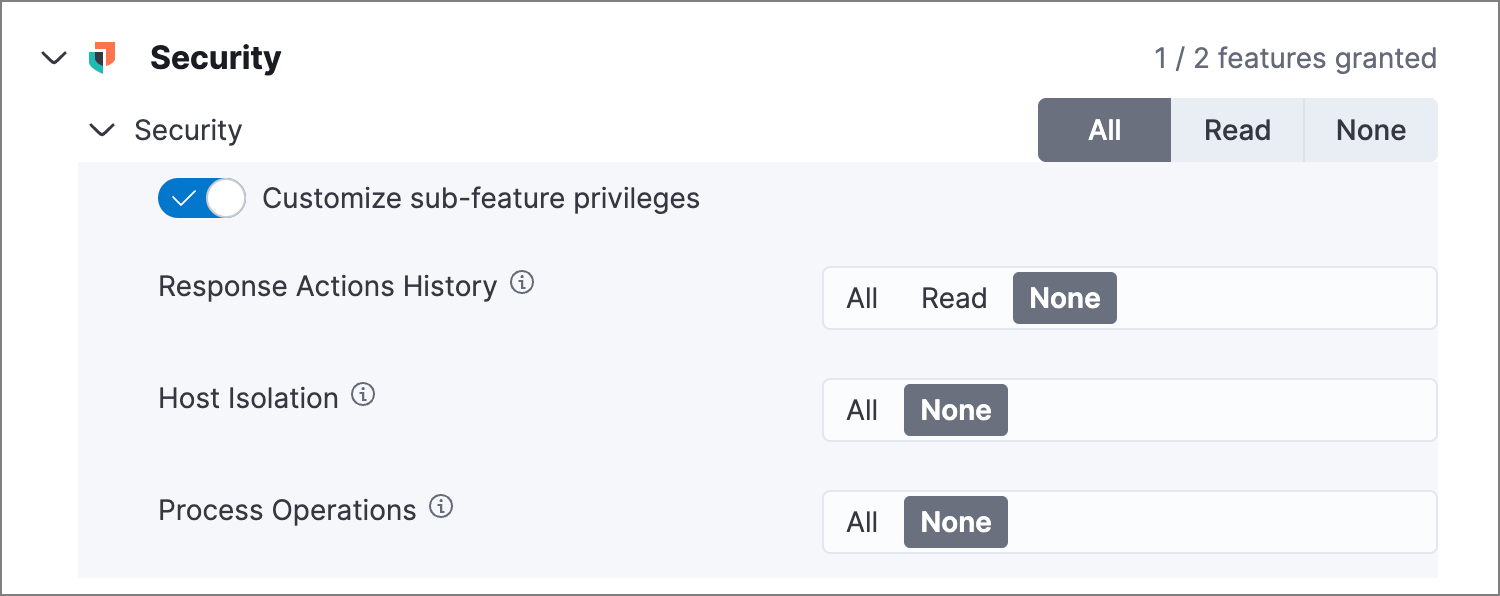 Security
1 / 2 features granted
Security
All Read None
Customize sub-feature privileges
Response Actions History
All Read None
Host Isolation
All None
Process Operations
All None